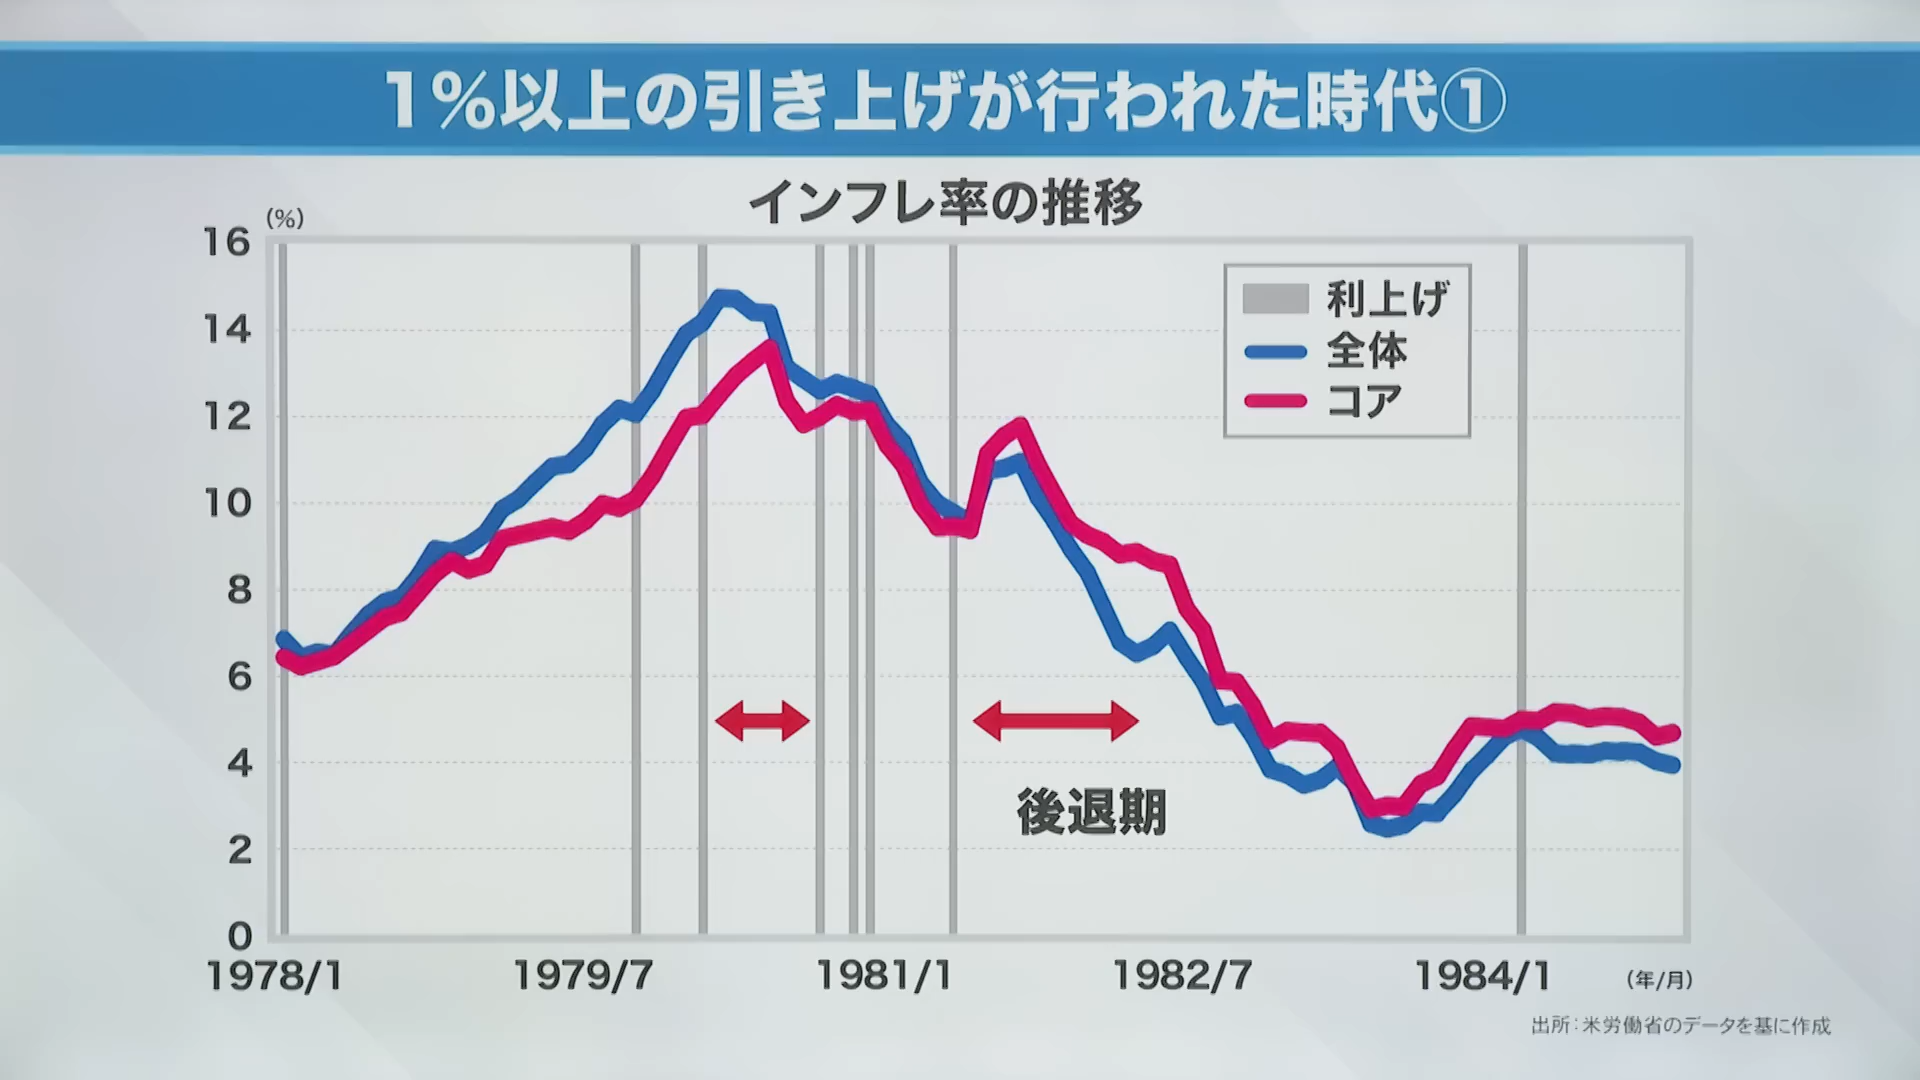 1%以上の引き上げが行われた時代①
インフレ率の推移
(%)
16
14
12
10
8
6
4
2
0
利上げ
全体
コア
後退期
1978/1
1979/7
1981/1
1982/7
1984/1
(年/月)
出所:米労働省のデータを基に作成